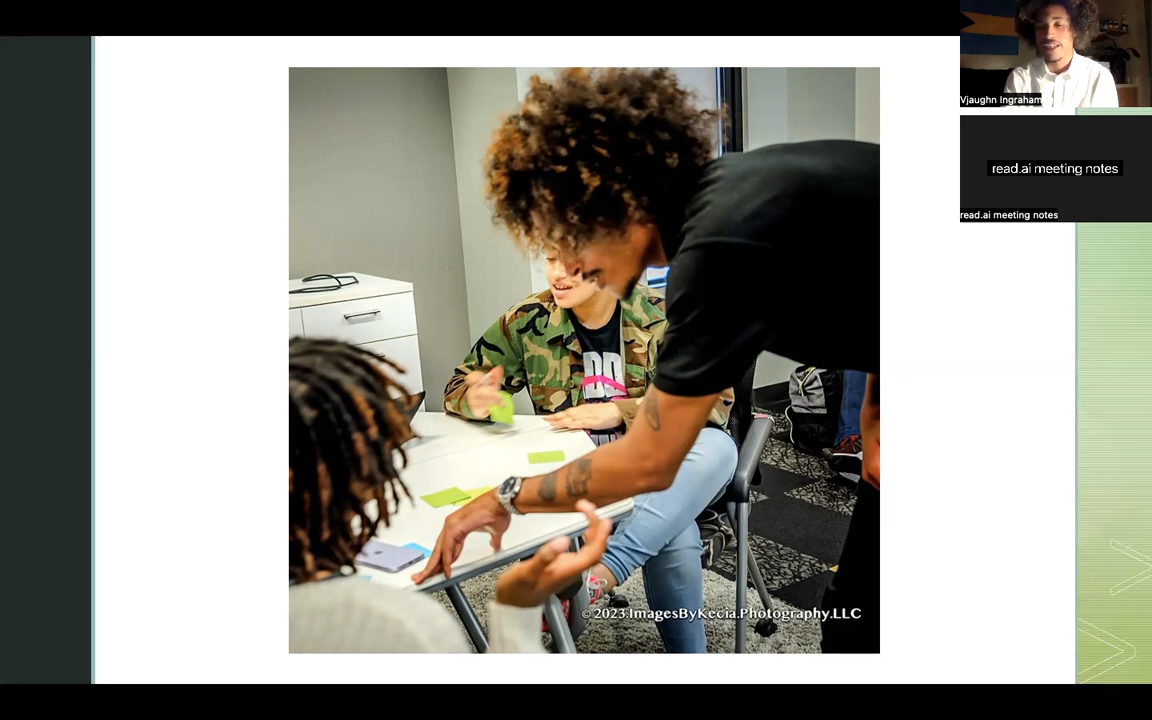 Vjaughn Ingraham
read.ai meeting notes
read.ai meeting notes
© 2023.ImagesByKecia.Photography.LLC